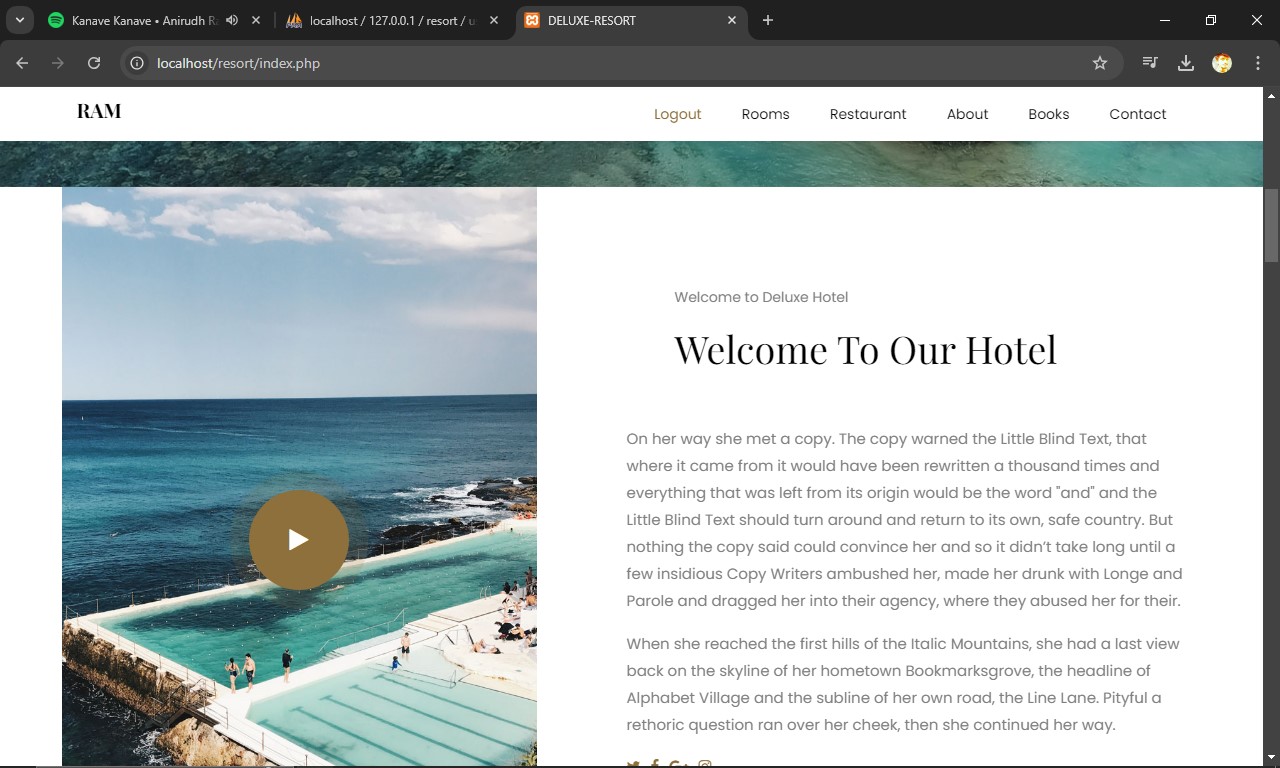 Kanave Kanave • Anirudh
localhost / 127.0.0.1 / resort /
DELUXE-RESORT
localhost/resort/index.php
RAM
Logout Rooms Restaurant About Books Contact
Welcome to Deluxe Hotel
Welcome To Our Hotel
On her way she met a copy. The copy warned the Little Blind Text, that
where it came from it would have been rewritten a thousand times and
everything that was left from its origin would be the word "and" and the
Little Blind Text should turn around and return to its own, safe country. But
nothing the copy said could convince her and so it didn’t take long until a
few insidious Copy Writers ambushed her, made her drunk with Longe and
Parole and dragged her into their agency, where they abused her for their.
When she reached the first hills of the Italic Mountains, she had a last view
back on the skyline of her hometown Bookmarksgrove, the headline of
Alphabet Village and the subline of her own road, the Line Lane. Pityful a
rethoric question ran over her cheek, then she continued her way.